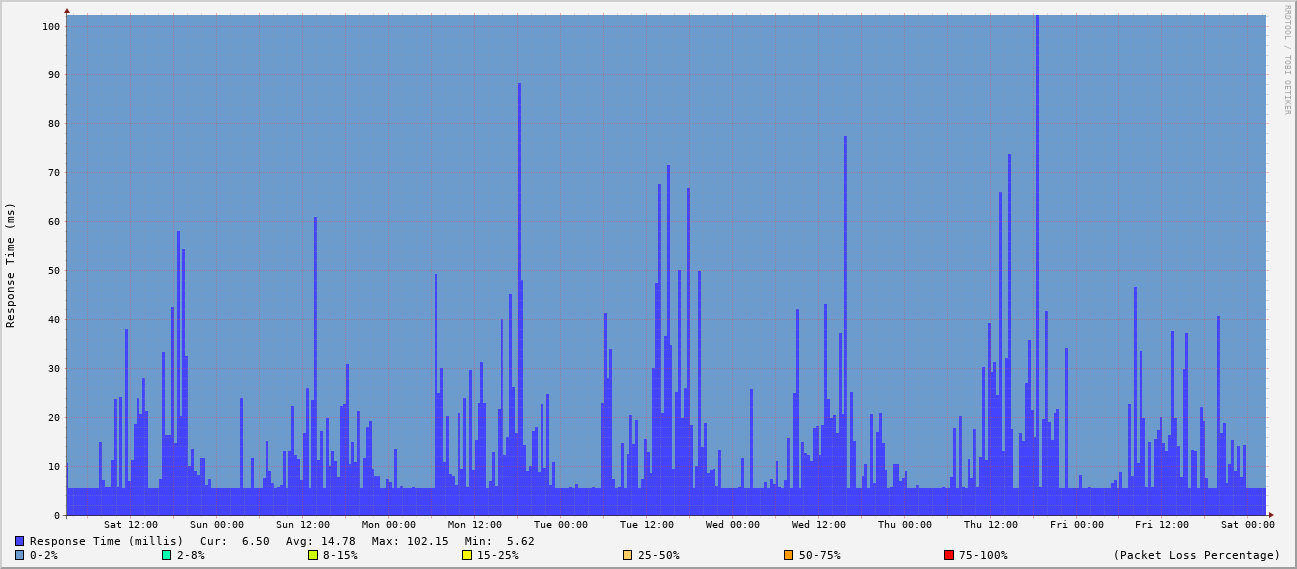 RRDTOOL / TOBI OETIKER
Response Time (ms)
100
90
80
70
60
50
40
30
20
10
0
Sat 12:00 Sun 00:00 Sun 12:00 Mon 00:00 Mon 12:00 Tue 00:00 Tue 12:00 Wed 00:00 Wed 12:00 Thu 00:00 Thu 12:00 Fri 00:00 Fri 12:00 Sat 00:00
Response Time (millis) Cur: 6.50 Avg: 14.78 Max: 102.15 Min: 5.62
0-2% 2-8% 8-15% 15-25% 25-50% 50-75% 75-100% (Packet Loss Percentage)